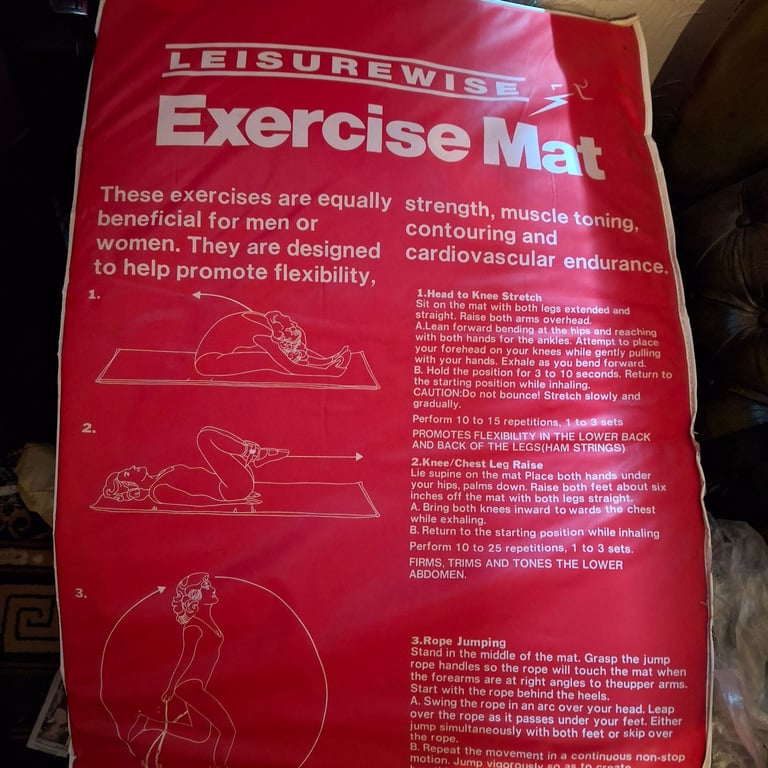 LEISUREWISE
Exercise Mat
These exercises are equally
beneficial for men or
women. They are designed
to help promote flexibility,
strength, muscle toning,
contouring and
cardiovascular endurance.
1.
1.Head to Knee Stretch
Sit on the mat with both legs extended and
straight. Raise both arms overhead.
A.Lean forward bending at the hips and reaching
with both hands for the ankles. Attempt to place
your forehead on your knees while gently pulling
with your hands. Exhale as you bend forward.
B. Hold the position for 3 to 10 seconds. Return to
the starting position while inhaling.
CAUTION:Do not bounce! Stretch slowly and
gradually.
Perform 10 to 15 repetitions, 1 to 3 sets
PROMOTES FLEXIBILITY IN THE LOWER BACK
AND BACK OF THE LEGS(HAM STRINGS)
2.
2.Knee/Chest Leg Raise
Lie supine on the mat Place both hands under
your hips, palms down. Raise both feet about six
inches off the mat with both legs straight.
A. Bring both knees inward to wards the chest
while exhaling.
B. Return to the starting position while inhaling
Perform 10 to 25 repetitions, 1 to 3 sets.
FIRMS, TRIMS AND TONES THE LOWER
ABDOMEN.
3.
3.Rope Jumping
Stand in the middle of the mat. Grasp the jump
rope handles so the rope will touch the mat when
the forearms are at right angles to theupper arms.
Start with the rope behind the heels.
A. Swing the rope in an arc over your head. Leap
over the rope as it passes under your feet. Either
jump simultaneously with both feet or skip over
the rope.
B. Repeat the movement in a continuous non-stop
motion. Jump vigorously so as to create